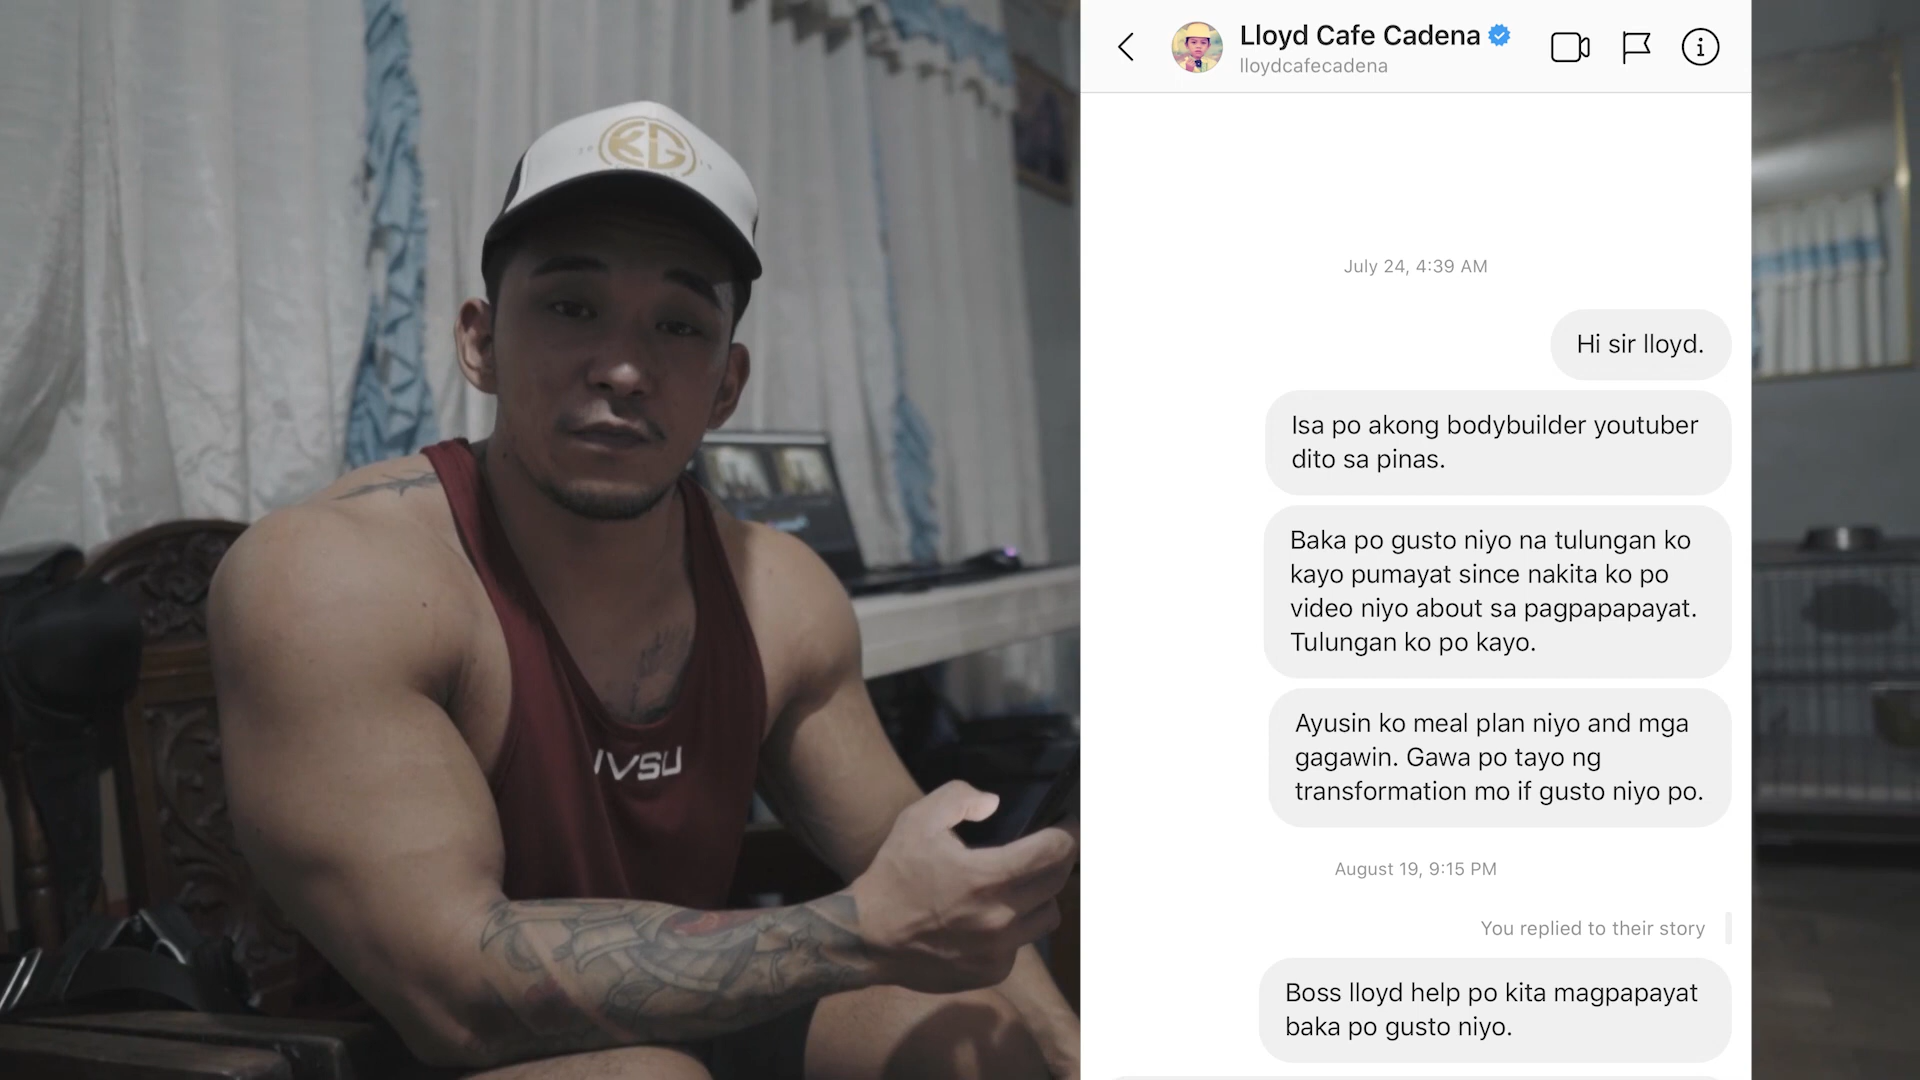 EG
IVSU
Lloyd Cafe Cadena
lloydcafecadena
July 24, 4:39 AM
Hi sir lloyd.
Isa po akong bodybuilder youtuber
dito sa pinas.
Baka po gusto niyo na tulungan ko
kayo pumayat since nakita ko po
video niyo about sa pagpapapayat.
Tulungan ko po kayo.
Ayusin ko meal plan niyo and mga
gagawin. Gawa po tayo ng
transformation mo if gusto niyo po.
August 19, 9:15 PM
You replied to their story
Boss lloyd help po kita magpapayat
baka po gusto niyo.